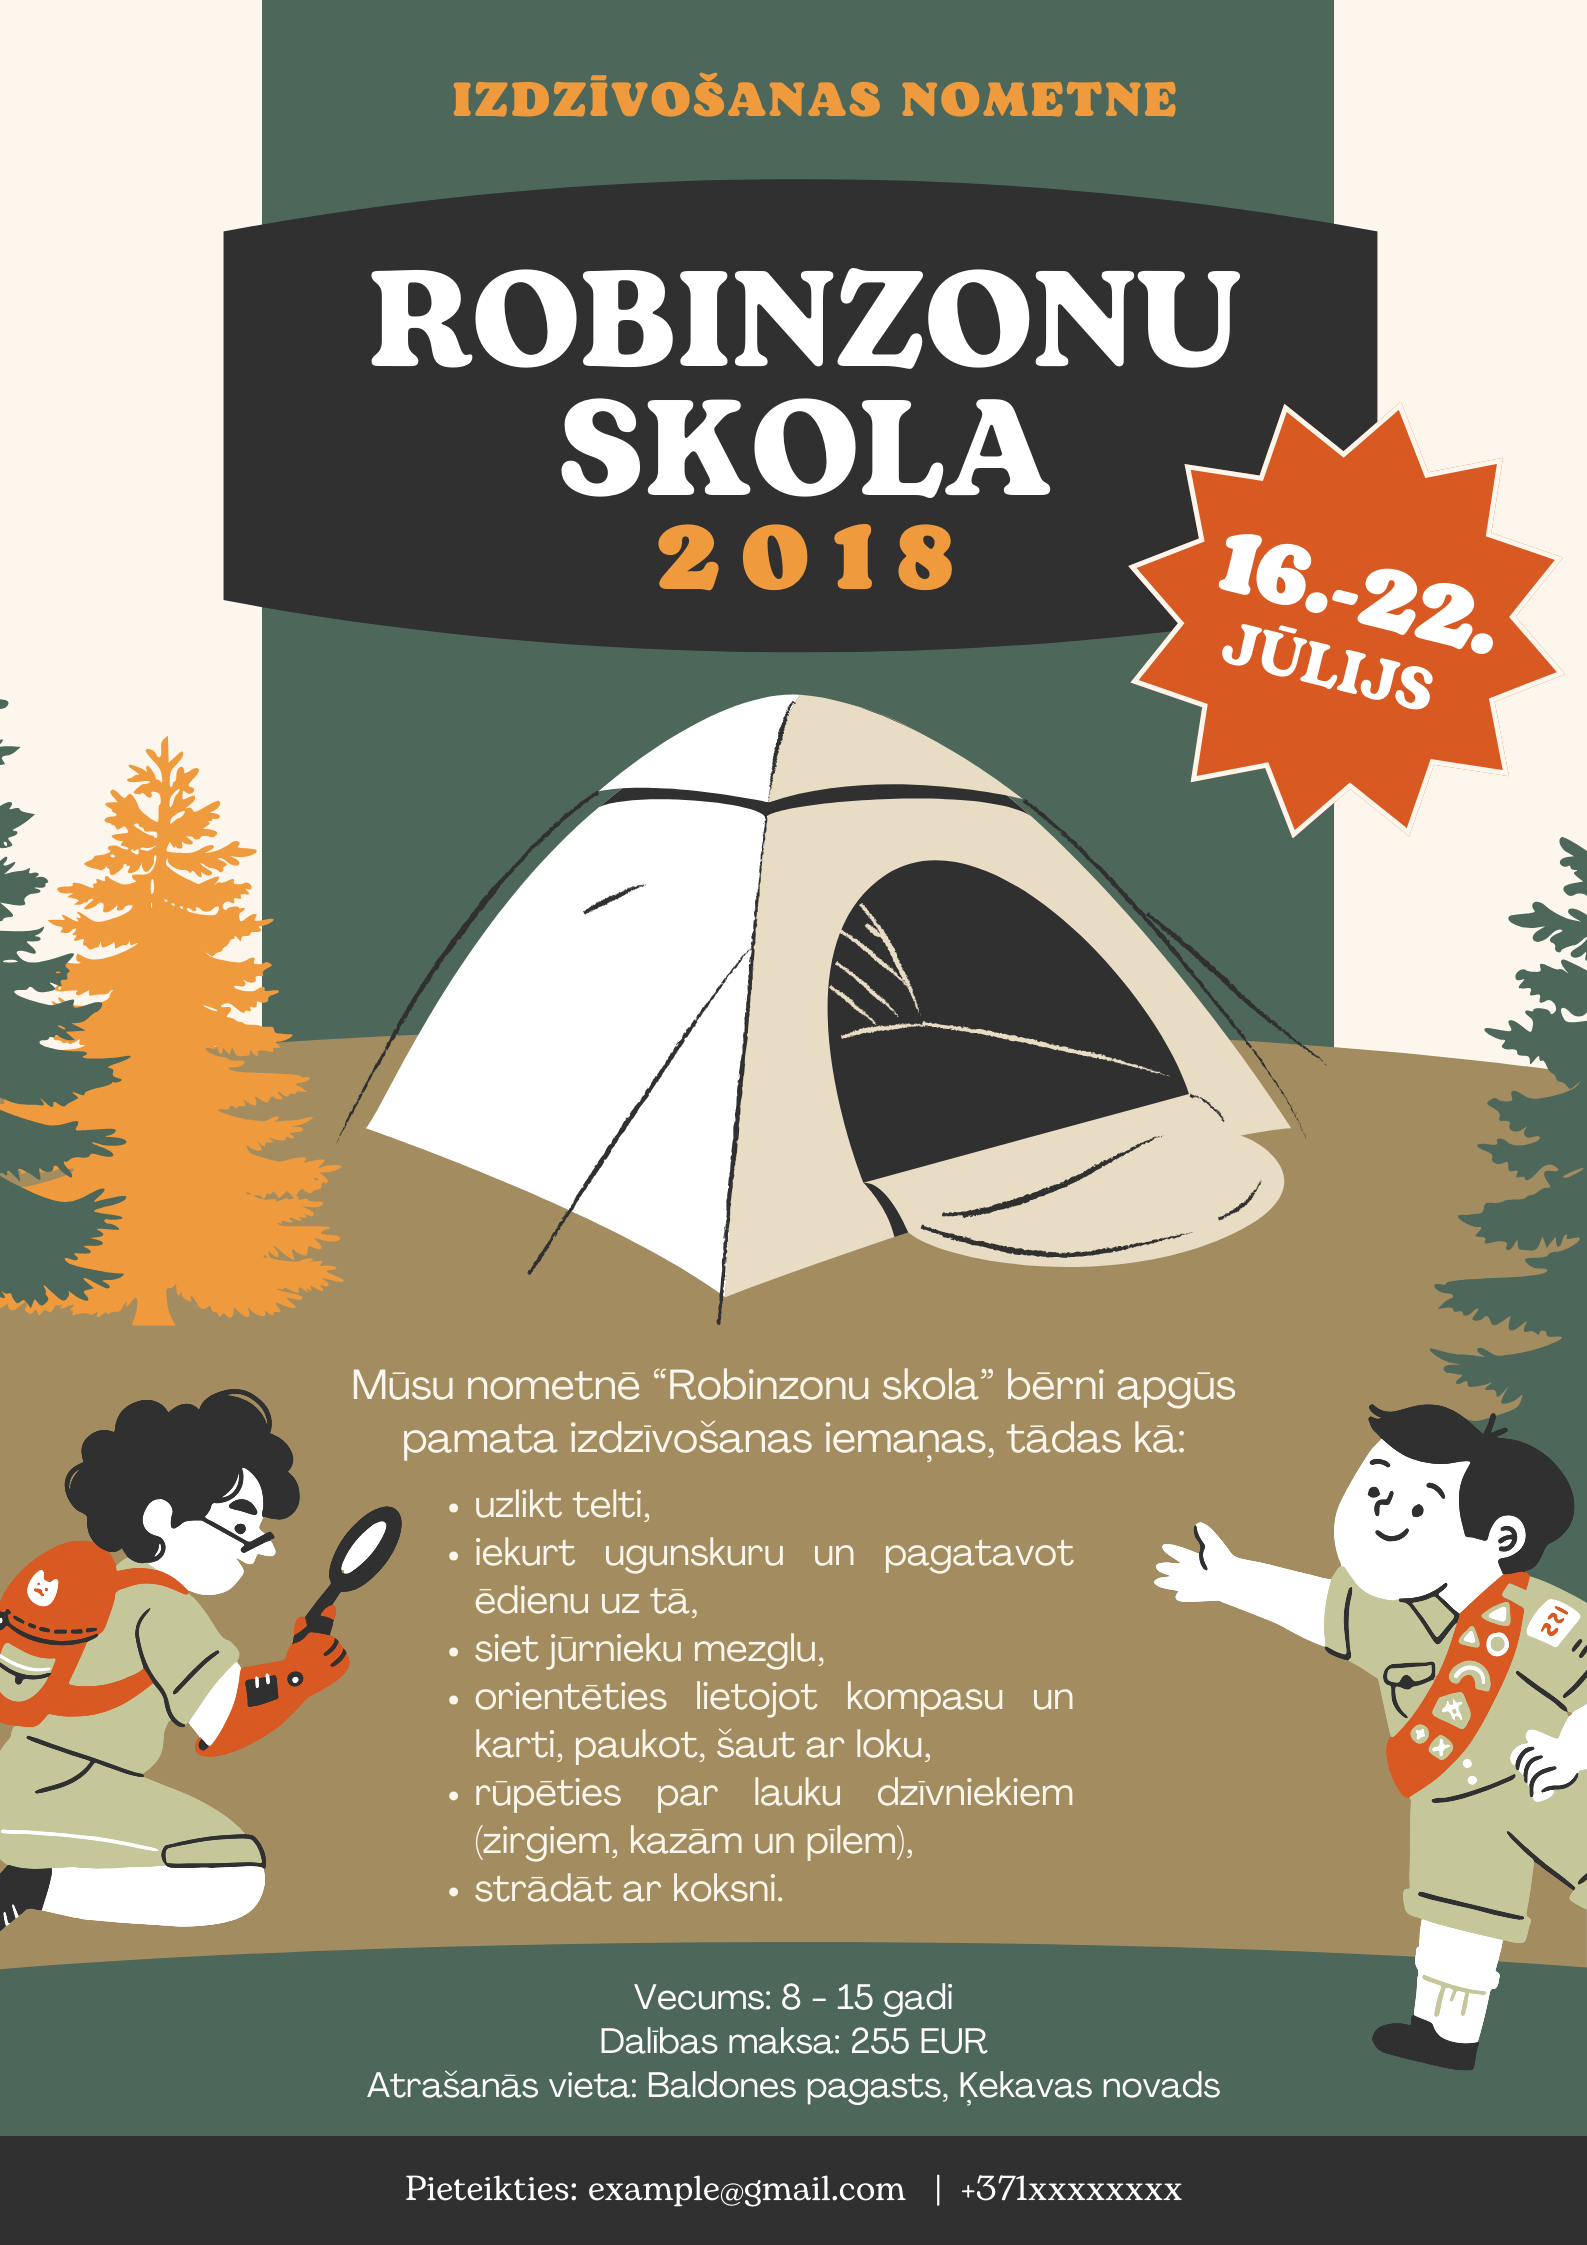 IZDZĪVOŠANAS NOMETNE
ROBINZONU
SKOLA
2018
16.-22.
JŪLIJS
Mūsu nometnē “Robinzonu skola” bērni apgūs
pamata izdzīvošanas iemaņas, tādas kā:
• uzlikt telti,
• iekurt ugunskuru un pagatavot
ēdienu uz tā,
• siet jūrnieku mezglu,
• orientēties lietojot kompasu un
karti, paukot, šaut ar loku,
• rūpēties par lauku dzīvniekiem
(zirgiem, kazām un pīlem),
• strādāt ar koksni.
221
Vecums: 8 - 15 gadi
Dalības maksa: 255 EUR
Atrašanās vieta: Baldones pagasts, Ķekavas novads
Pieteikties: example@gmail.com | +371xxxxxxxxx